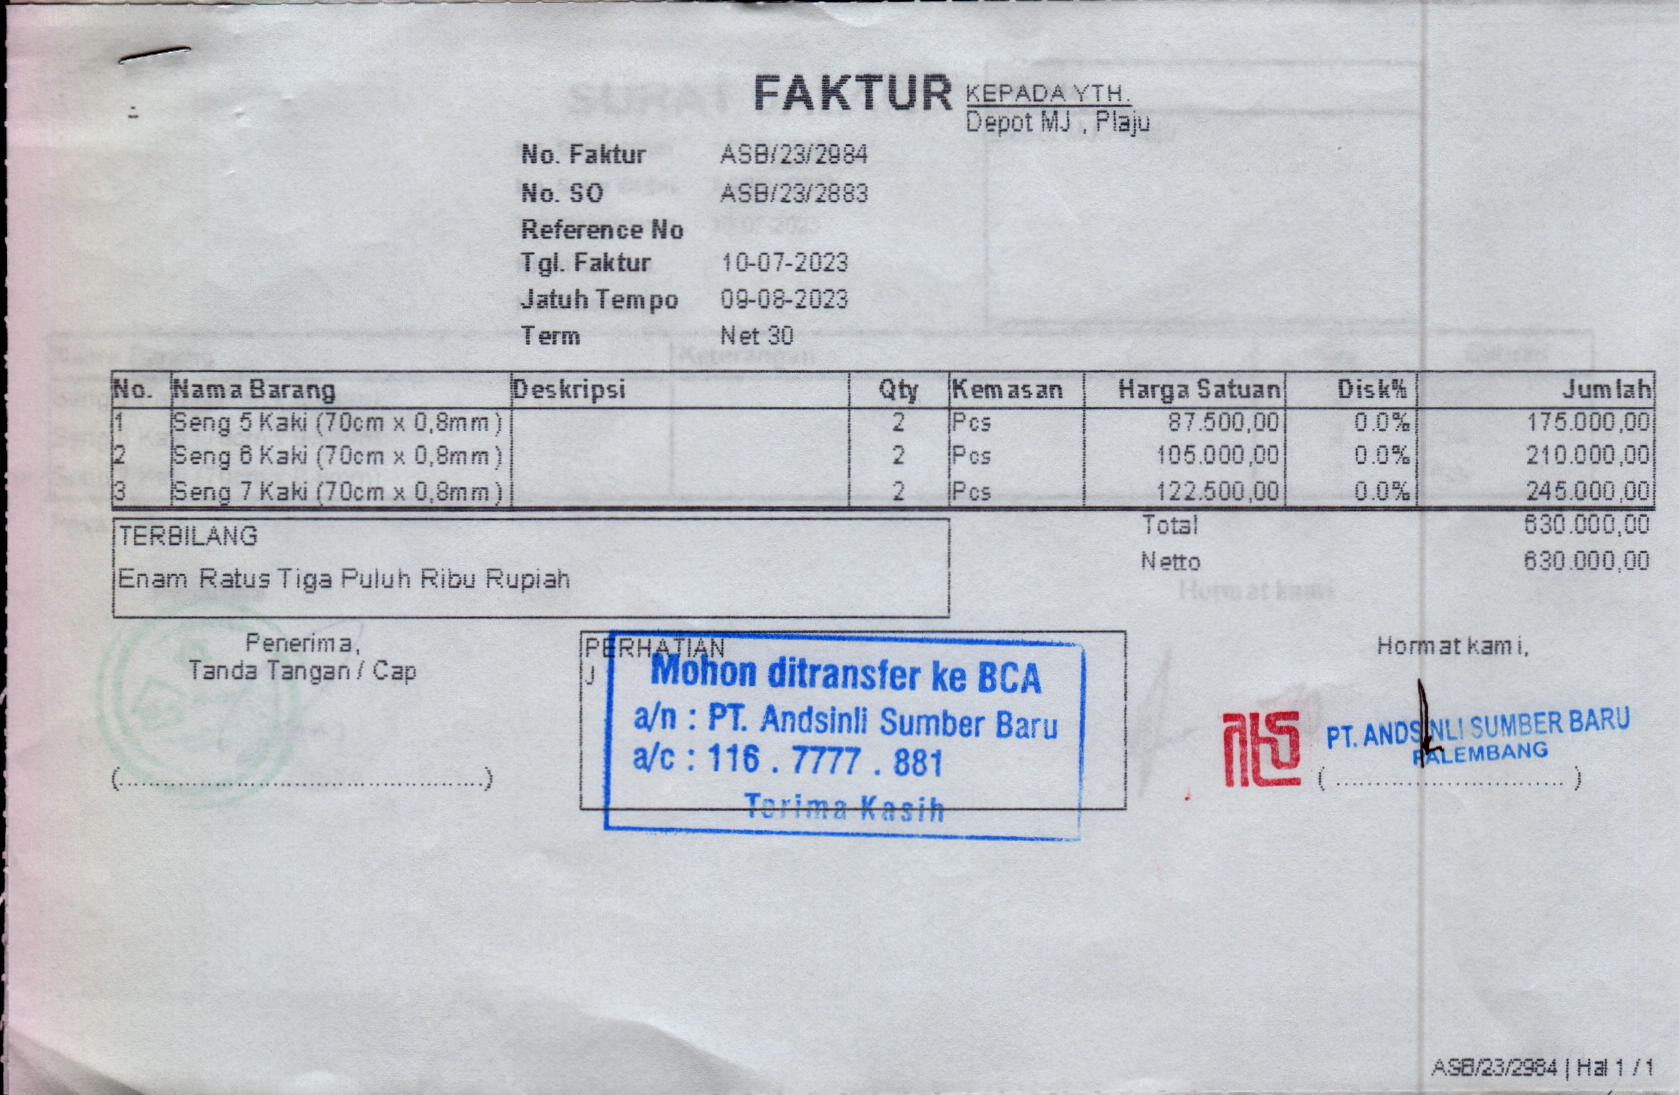 FAKTUR
KEPADA YTH.
Depot MJ , Plaju
No. Faktur ASB/23/2984
No. SO ASB/23/2883
Reference No
Tgl. Faktur 10-07-2023
Jatuh Tempo 09-08-2023
Term Net 30
No. Nama Barang Deskripsi Qty Kemasan Harga Satuan Disk% Jumlah
1 Seng 5 Kaki (70cm x 0,8mm) 2 Pcs 87.500,00 0.0% 175.000,00
2 Seng 6 Kaki (70cm x 0,8mm) 2 Pcs 105.000,00 0.0% 210.000,00
3 Seng 7 Kaki (70cm x 0,8mm) 2 Pcs 122.500,00 0.0% 245.000,00
Total 630.000,00
Netto 630.000,00
TERBILANG
Enam Ratus Tiga Puluh Ribu Rupiah
Penerima,
Tanda Tangan / Cap
(................................................)
PERHATIAN
J
Mohon ditransfer ke BCA
a/n : PT. Andsinli Sumber Baru
a/c : 116 . 7777 . 881
Terima Kasih
Hormat kami,
PT. ANDSINLI SUMBER BARU
PALEMBANG
( .............................. )
ASB/23/2984 | Hal 1 / 1